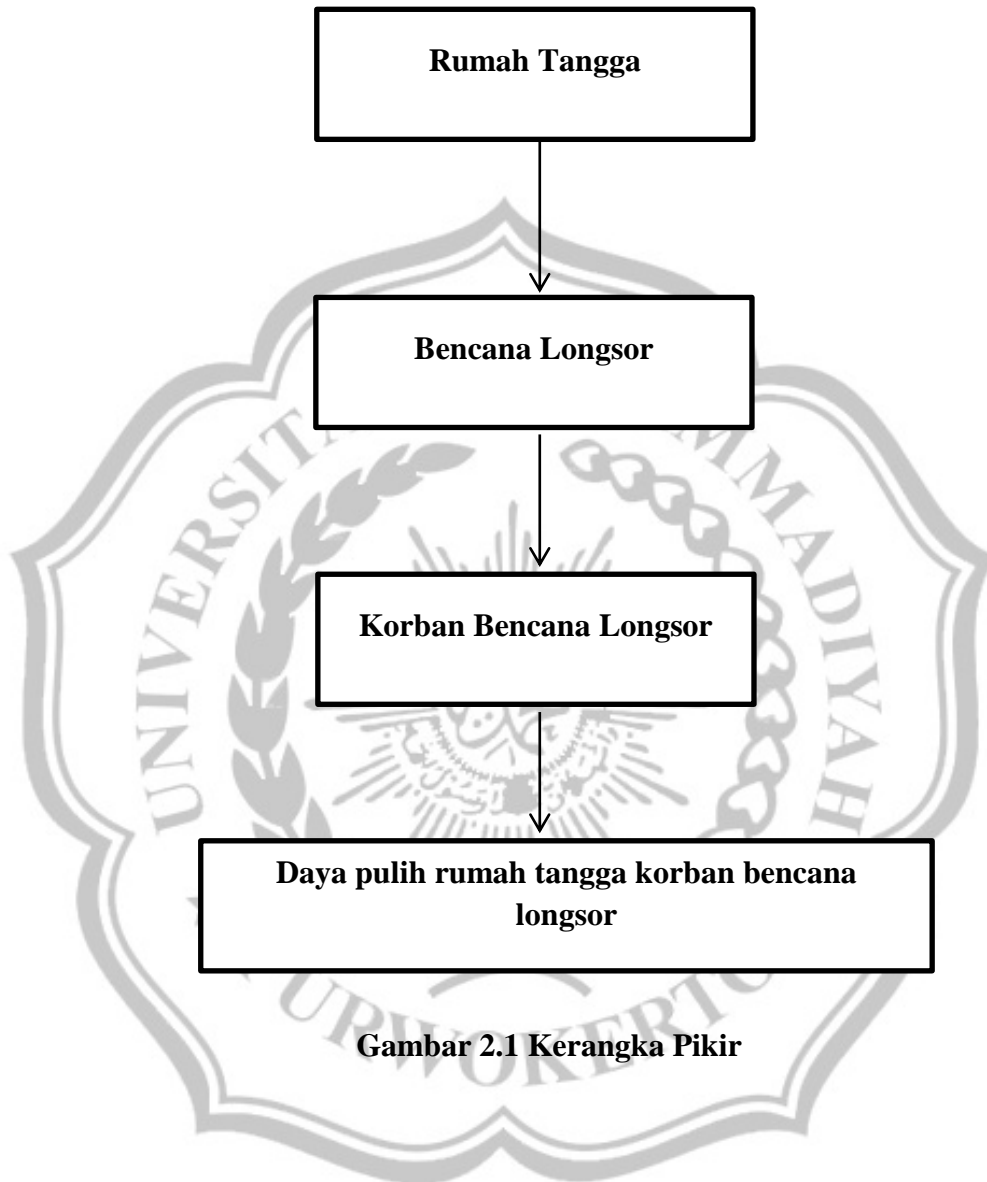 Rumah Tangga
Bencana Longsor
Korban Bencana Longsor
Daya pulih rumah tangga korban bencana
longsor
Gambar 2.1 Kerangka Pikir